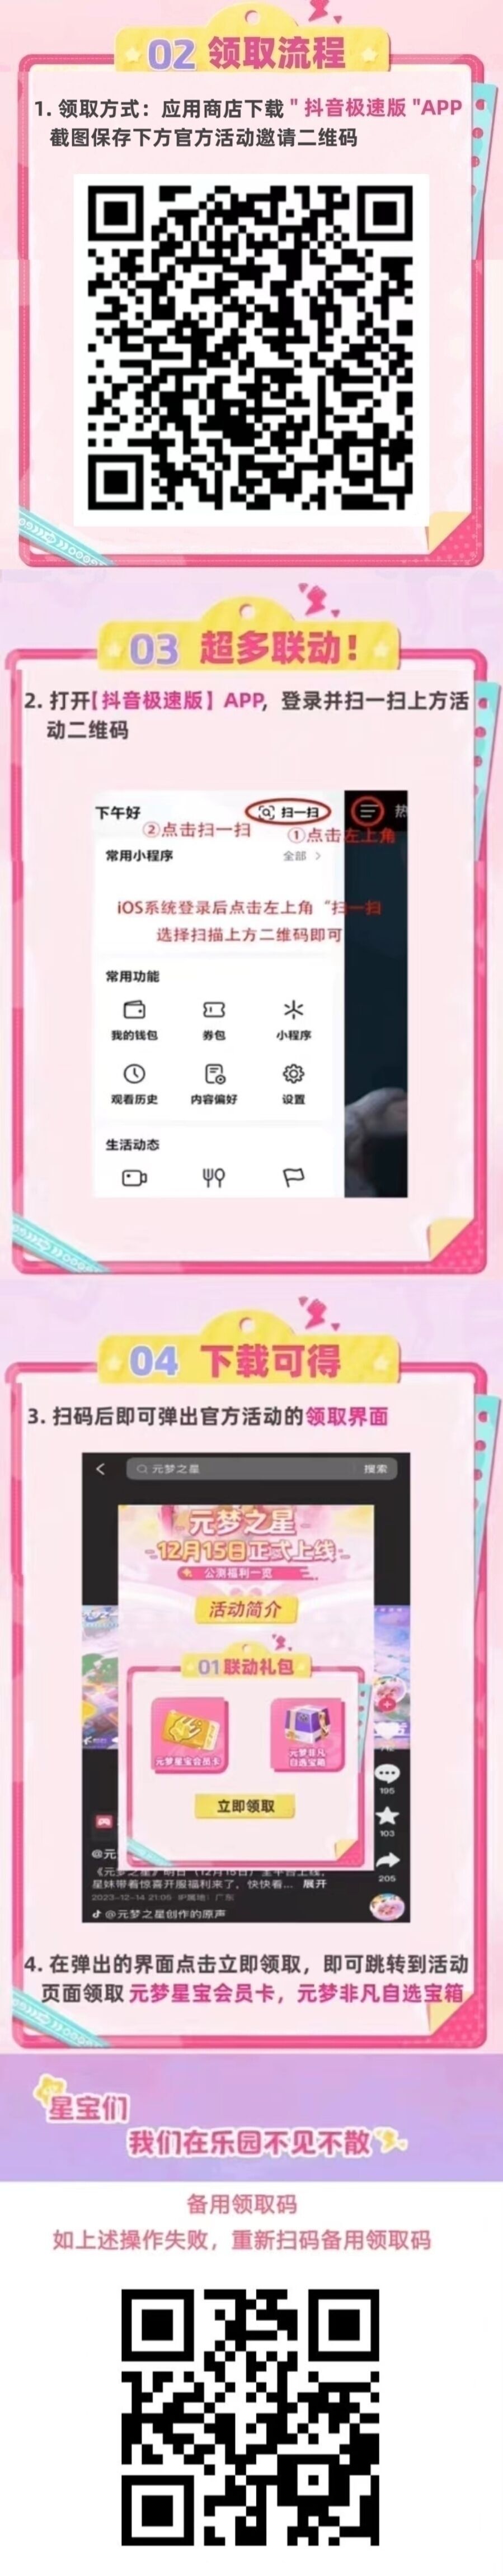 02 领取流程
1. 领取方式：应用商店下载"抖音极速版"APP
截图保存下方官方活动邀请二维码
03 超多联动！
2. 打开【抖音极速版】APP，登录并扫一扫上方活
动二维码
下午好
扫一扫
热
②点击扫一扫
①点击左上角
常用小程序
全部 >
iOS系统登录后点击左上角“扫一扫
选择扫描上方二维码即可
常用功能
我的钱包
券包
小程序
观看历史
内容偏好
设置
生活动态
04 下载可得
3. 扫码后即可弹出官方活动的领取界面
元梦之星
搜索
元梦之星
12月15日正式上线
公测福利一览
活动简介
01 联动礼包
元梦星宝会员卡
元梦非凡
自选宝箱
立即领取
195
103
205
@元
《元梦之星》明日（12月15日）全平台上线，
星妹带着惊喜开服福利来了，快快看... 展开
2023-12-14 21:05 IP属地：广东
@元梦之星创作的原声
4. 在弹出的界面点击立即领取，即可跳转到活动
页面领取 元梦星宝会员卡，元梦非凡自选宝箱
星宝们
我们在乐园不见不散
备用领取码
如上述操作失败，重新扫码备用领取码